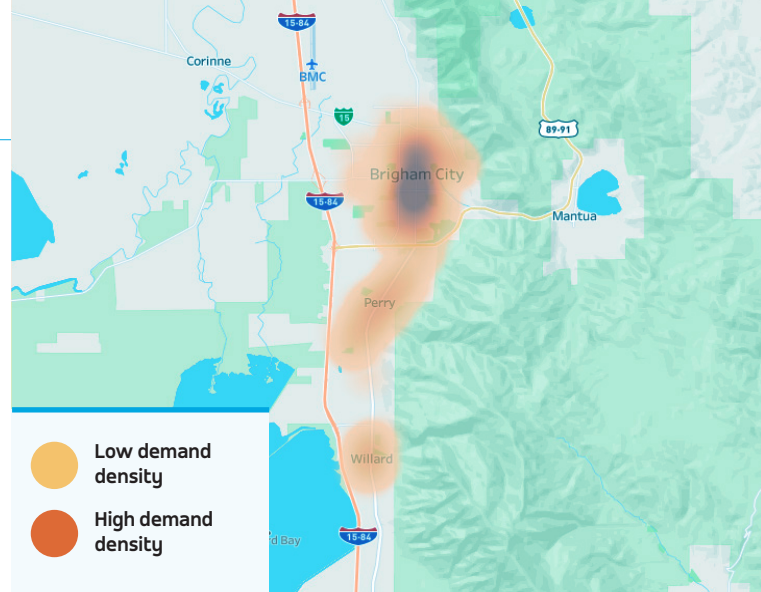 15-84
Corinne
BMC
15
89-91
Brigham City
15-84
Mantua
Perry
Willard
Low demand
density
High demand
density
15-84
'd Bay